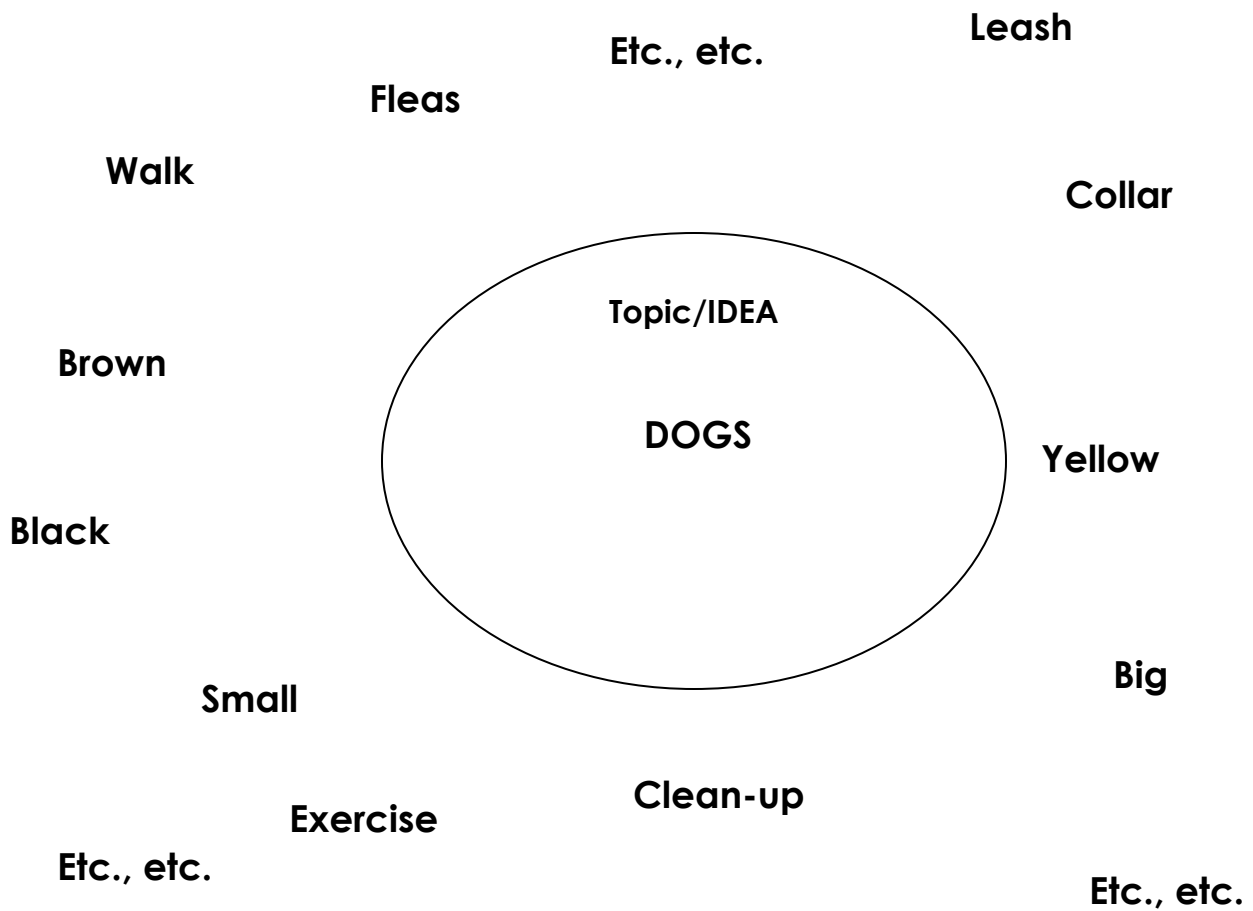 Leash
Etc., etc.
Fleas
Walk
Collar
Topic/IDEA
Brown
DOGS
Yellow
Black
Big
Small
Clean-up
Exercise
Etc., etc.
Etc., etc.